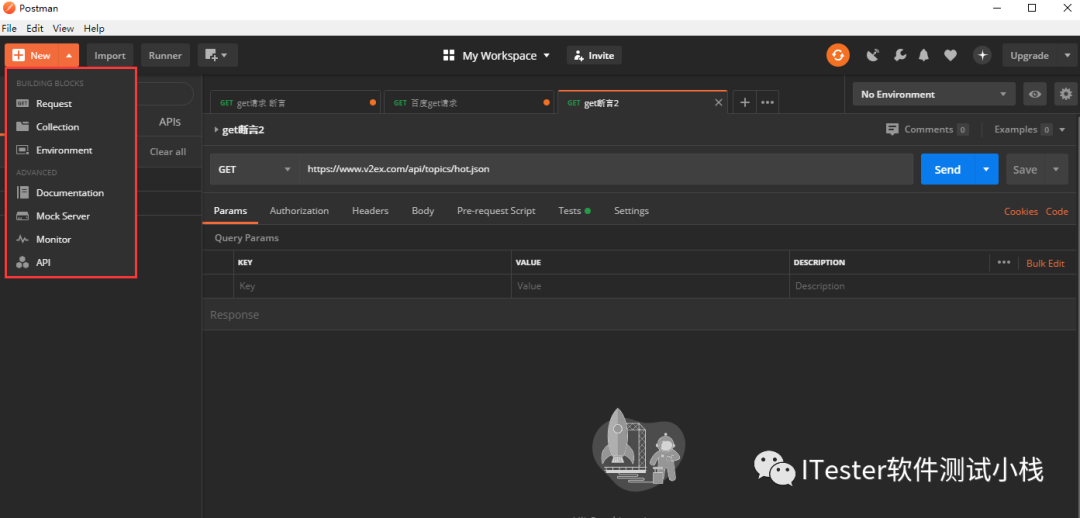 Postman
File Edit View Help
New Import Runner My Workspace Invite Upgrade
BUILDING BLOCKS
Request
Collection
Environment
ADVANCED
Documentation
Mock Server
Monitor
API
APIs
Clear all
GET get请求 断言 GET 百度get请求 GET get断言2
No Environment
get断言2 Comments 0 Examples 0
GET https://www.v2ex.com/api/topics/hot.json Send Save
Params Authorization Headers Body Pre-request Script Tests Settings Cookies Code
Query Params
KEY VALUE DESCRIPTION Bulk Edit
Key Value Description
Response
ITester软件测试小栈